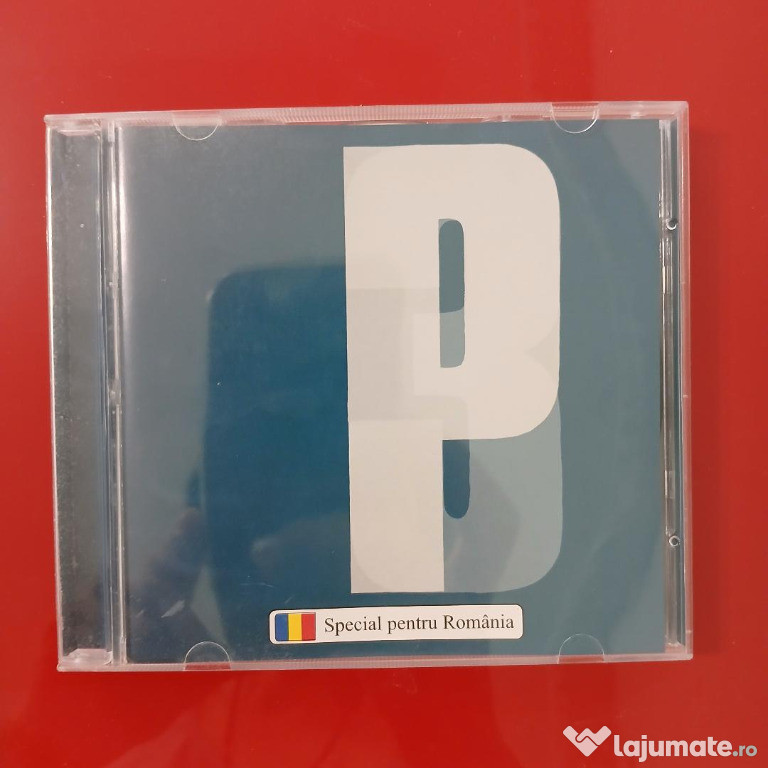 P
Special pentru România
lajumate.ro